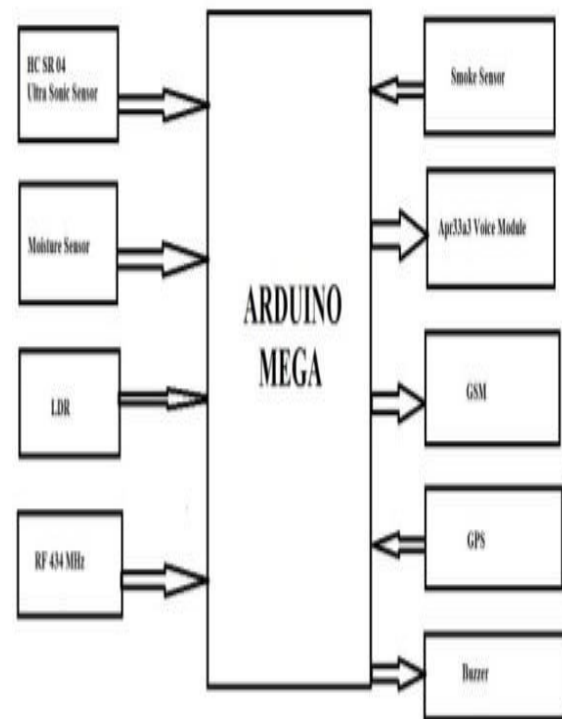 HC SR 04
Ultra Sonic Sensor
Moisture Sensor
LDR
RF 434 MHz
ARDUINO
MEGA
Smoke Sensor
Apr33a3 Voice Module
GSM
GPS
Buzzer